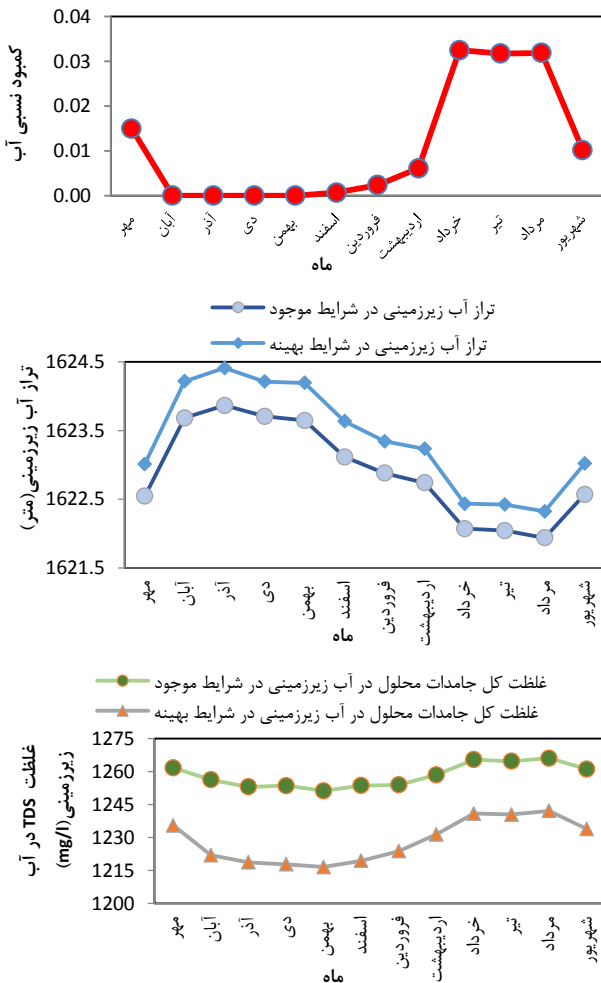 کمبود نسبی آب
0.04
0.03
0.02
0.01
0.00
مهر
آبان
آذر
دی
بهمن
اسفند
فروردین
اردیبهشت
خرداد
تیر
مرداد
شهریور
ماه
تراز آب زیرزمینی در شرایط موجود
تراز آب زیرزمینی در شرایط بهینه
تراز آب زیرزمینی(متر)
1624.5
1623.5
1622.5
1621.5
مهر
آبان
آذر
دی
بهمن
اسفند
فروردین
اردیبهشت
خرداد
تیر
مرداد
شهریور
ماه
غلظت کل جامدات محلول در آب زیرزمینی در شرایط موجود
غلظت کل جامدات محلول در آب زیرزمینی در شرایط بهینه
غلظت TDS در آب
زیرزمینی(mg/l)
1275
1260
1245
1230
1215
1200
مهر
آبان
آذر
دی
بهمن
اسفند
فروردین
اردیبهشت
خرداد
تیر
مرداد
شهریور
ماه